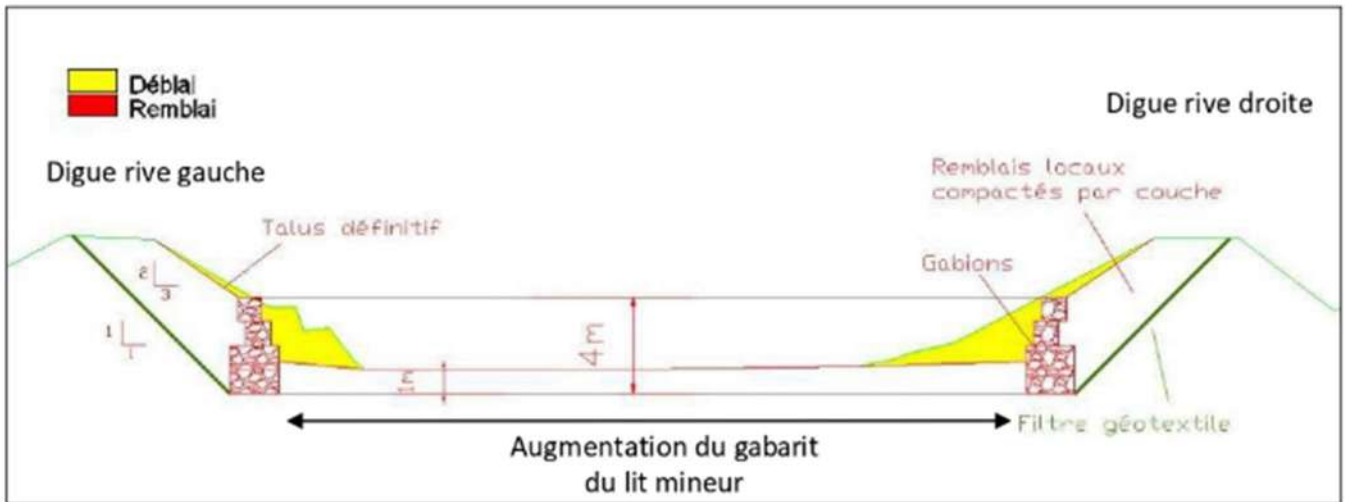 Déblai
Remblai
Digue rive droite
Digue rive gauche
Remblais locaux
compactés par couche
Talus définitif
Gabions
2
3
1
1
4m
1m
Filtre géotextile
Augmentation du gabarit
du lit mineur